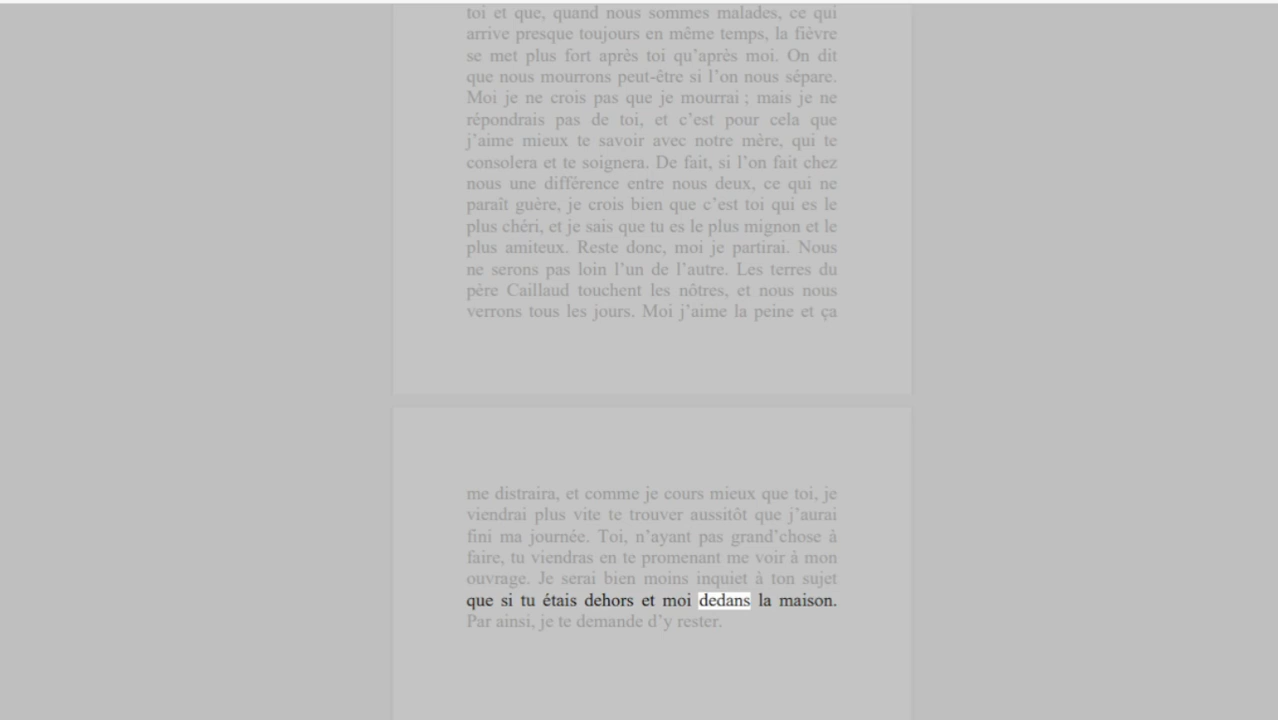 toi et que, quand nous sommes malades, ce qui
arrive presque toujours en même temps, la fièvre
se met plus fort après toi qu’après moi. On dit
que nous mourrons peut-être si l’on nous sépare.
Moi je ne crois pas que je mourrai ; mais je ne
répondrais pas de toi, et c’est pour cela que
j’aime mieux te savoir avec notre mère, qui te
consolera et te soignera. De fait, si l’on fait chez
nous une différence entre nous deux, ce qui ne
paraît guère, je crois bien que c’est toi qui es le
plus chéri, et je sais que tu es le plus mignon et le
plus amiteux. Reste donc, moi je partirai. Nous
ne serons pas loin l’un de l’autre. Les terres du
père Caillaud touchent les nôtres, et nous nous
verrons tous les jours. Moi j’aime la peine et ça
me distraira, et comme je cours mieux que toi, je
viendrai plus vite te trouver aussitôt que j’aurai
fini ma journée. Toi, n’ayant pas grand’chose à
faire, tu viendras en te promenant me voir à mon
ouvrage. Je serai bien moins inquiet à ton sujet
que si tu étais dehors et moi dedans la maison.
Par ainsi, je te demande d’y rester.